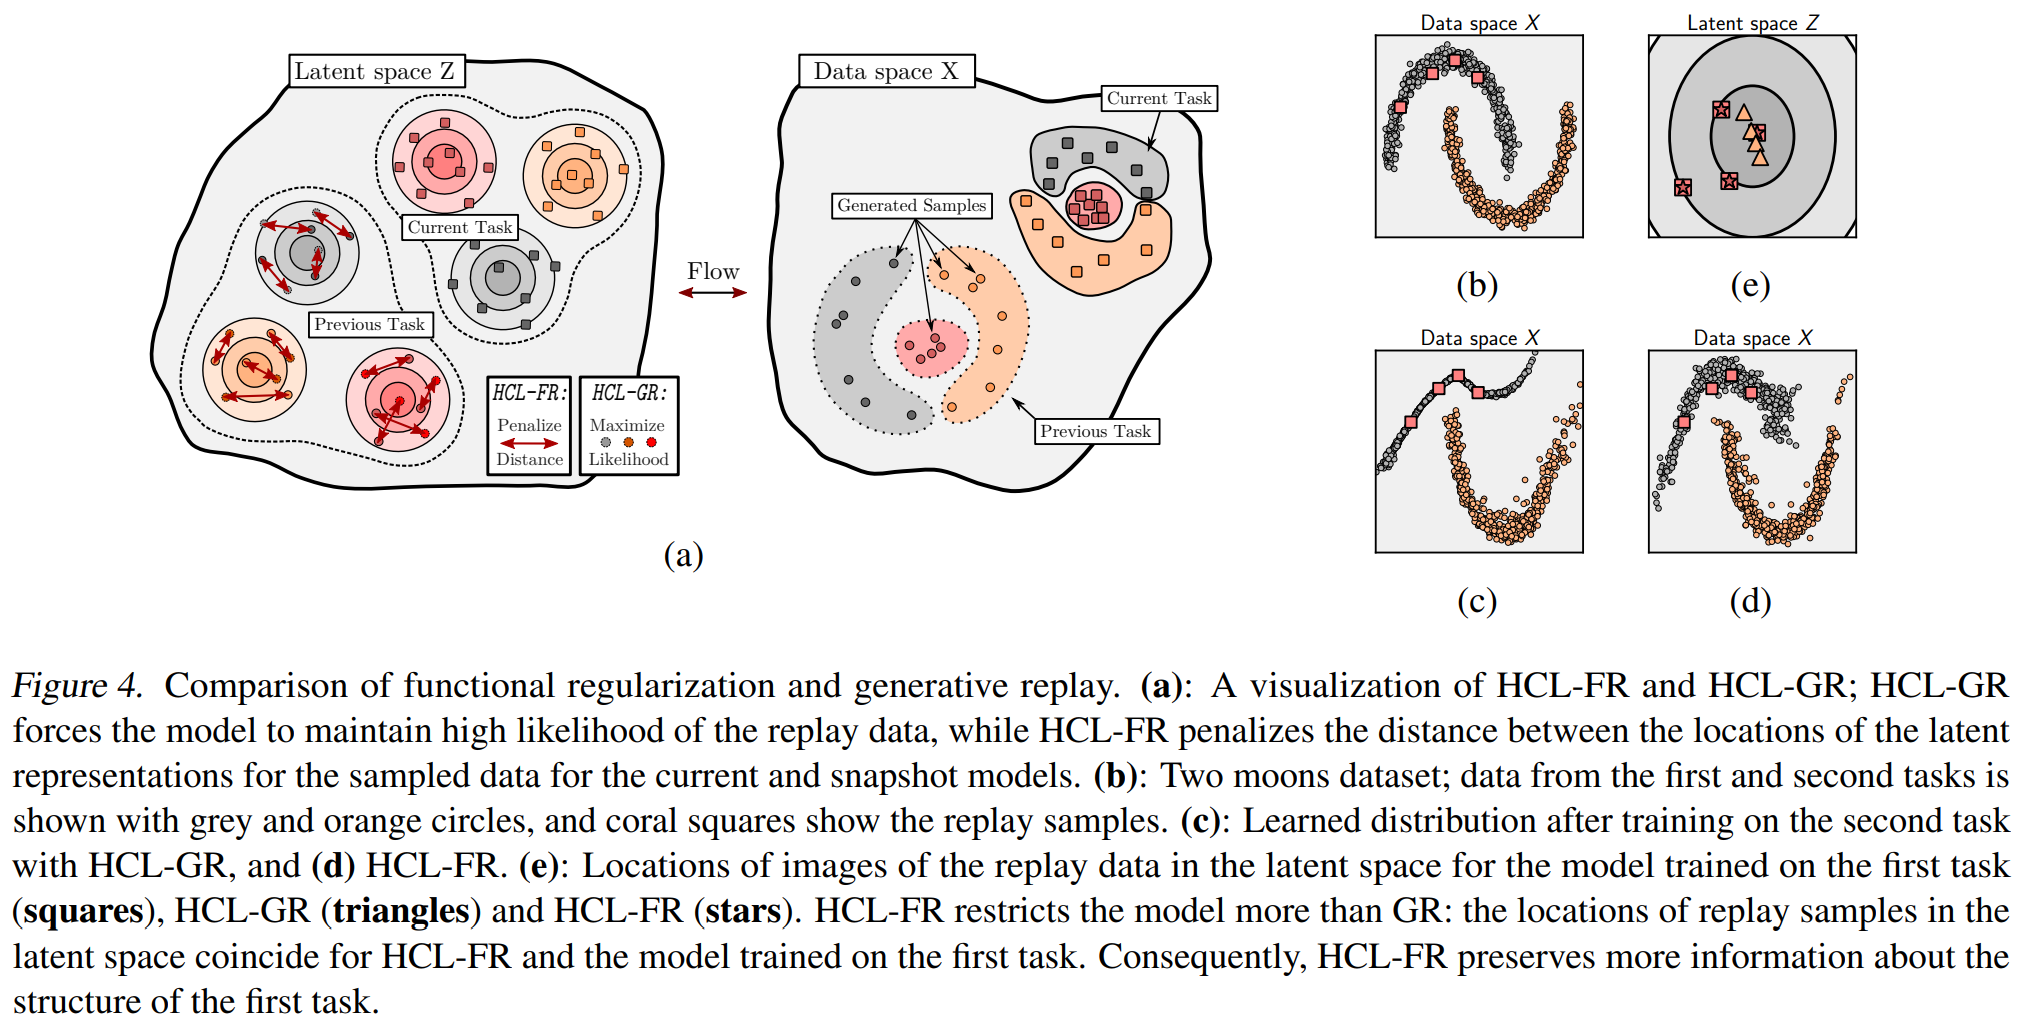 Latent space Z
Current Task
Previous Task
HCL-FR:
Penalize
Distance
HCL-GR:
Maximize
Likelihood
Flow
Data space X
Current Task
Generated Samples
Previous Task
(a)
Data space X
(b)
Latent space Z
(e)
Data space X
(c)
Data space X
(d)
Figure 4. Comparison of functional regularization and generative replay. (a): A visualization of HCL-FR and HCL-GR; HCL-GR
forces the model to maintain high likelihood of the replay data, while HCL-FR penalizes the distance between the locations of the latent
representations for the sampled data for the current and snapshot models. (b): Two moons dataset; data from the first and second tasks is
shown with grey and orange circles, and coral squares show the replay samples. (c): Learned distribution after training on the second task
with HCL-GR, and (d) HCL-FR. (e): Locations of images of the replay data in the latent space for the model trained on the first task
(squares), HCL-GR (triangles) and HCL-FR (stars). HCL-FR restricts the model more than GR: the locations of replay samples in the
latent space coincide for HCL-FR and the model trained on the first task. Consequently, HCL-FR preserves more information about the
structure of the first task.